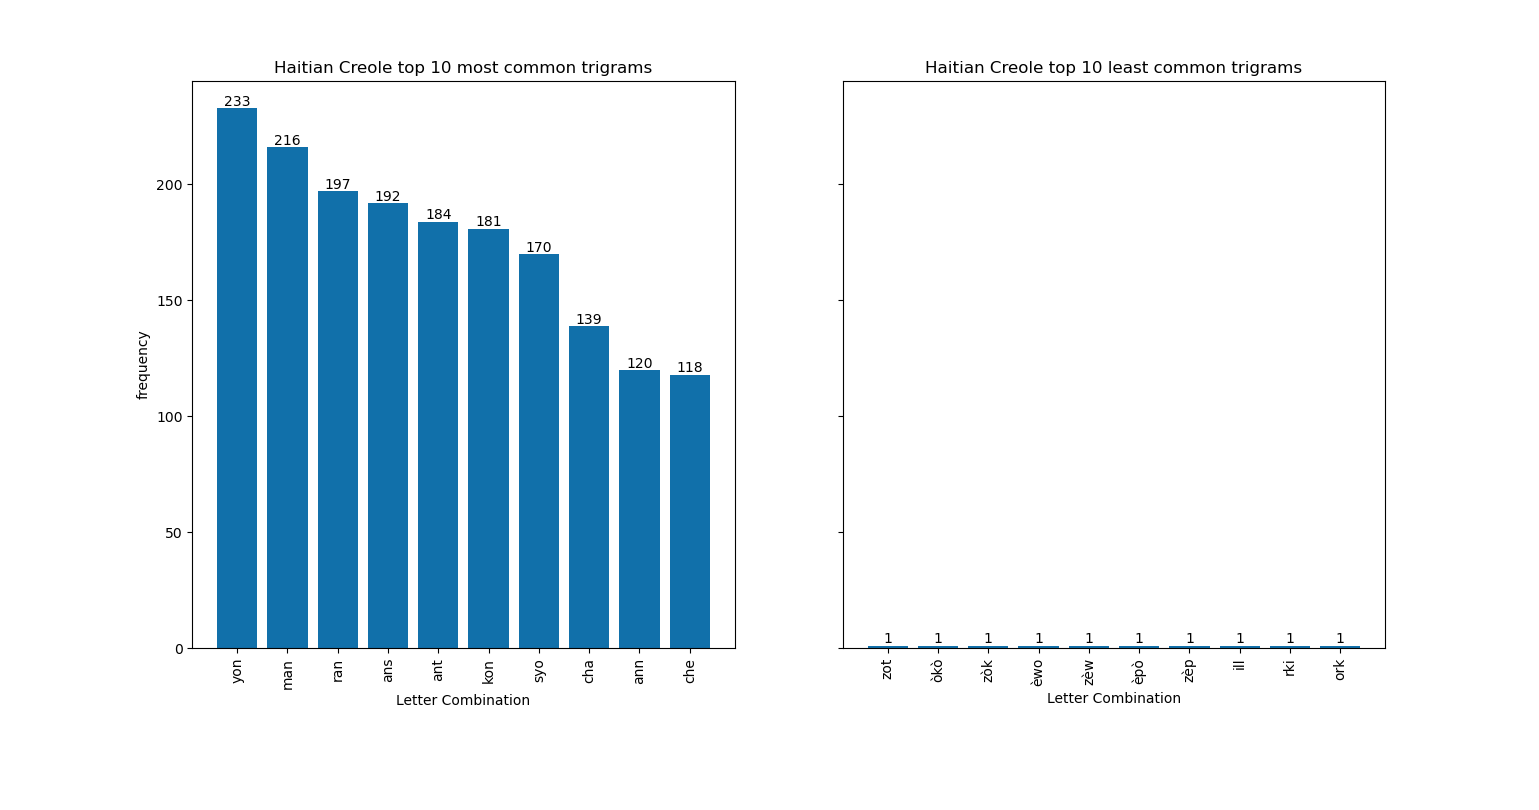 Haitian Creole top 10 most common trigrams
233
216
197
192
184
181
170
139
120
118
200
150
100
50
0
frequency
yon
man
ran
ans
ant
kon
syo
cha
ann
che
Letter Combination
Haitian Creole top 10 least common trigrams
1
1
1
1
1
1
1
1
1
1
zot
òkò
zòk
èwo
zèw
èpò
zèp
ill
rki
ork
Letter Combination